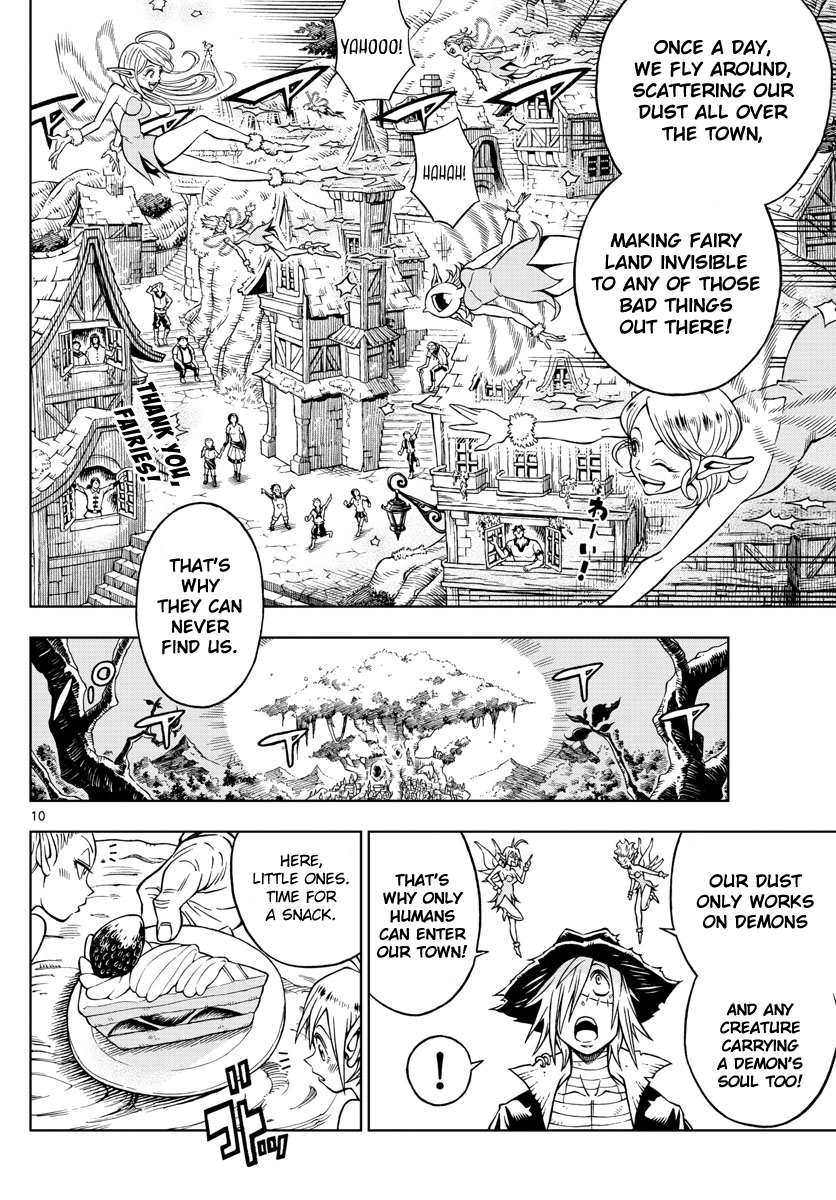 ONCE A DAY,
WE FLY AROUND,
SCATTERING OUR
DUST ALL OVER
THE TOWN,
YAHOOO!
HAHAH!
MAKING FAIRY
LAND INVISIBLE
TO ANY OF THOSE
BAD THINGS
OUT THERE!
わーい!
THANK YOU,
FAIRIES!
THAT'S
WHY
THEY CAN
NEVER
FIND US.
10
OUR DUST
ONLY WORKS
ON DEMONS
AND ANY
CREATURE
CARRYING
A DEMON'S
SOUL TOO!
THAT'S
WHY ONLY
HUMANS
CAN ENTER
OUR TOWN!
!
HERE,
LITTLE ONES.
TIME FOR
A SNACK.